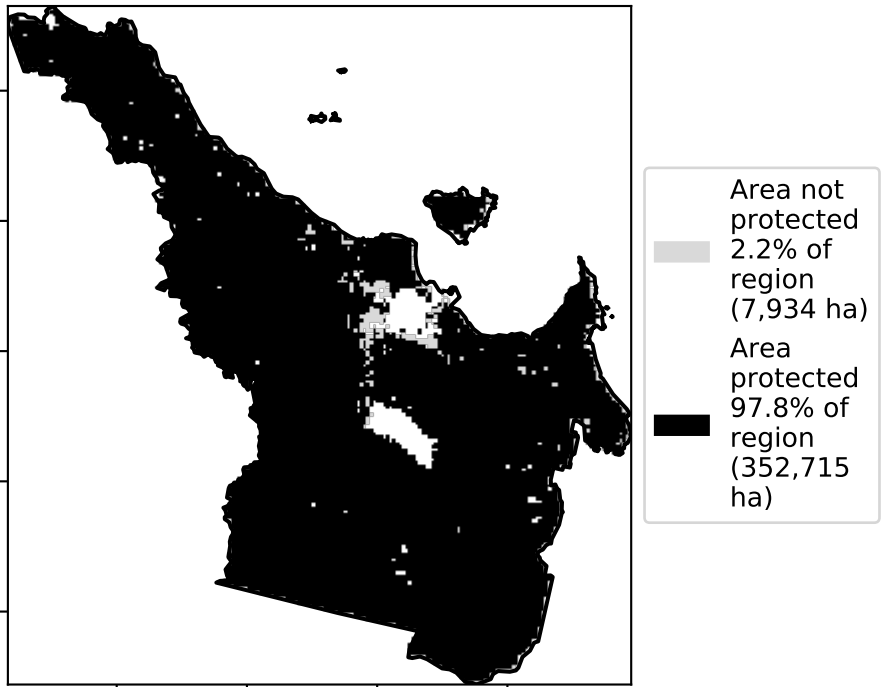 Area not
protected
2.2% of
region
(7,934 ha)
Area
protected
97.8% of
region
(352,715
ha)